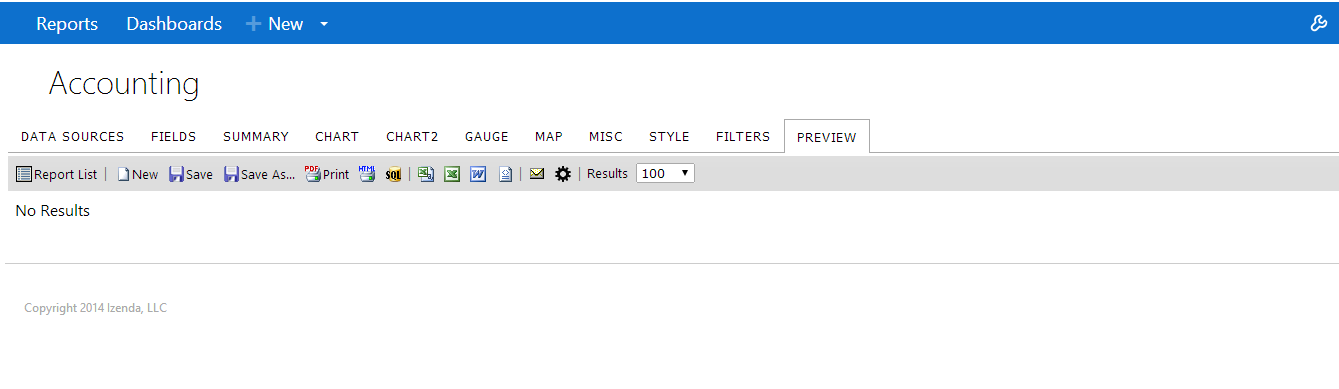 Reports Dashboards New
Accounting
DATA SOURCES FIELDS SUMMARY CHART CHART2 GAUGE MAP MISC STYLE FILTERS PREVIEW
Report List New Save Save As... PDF Print HTML SQL Results 100
No Results
Copyright 2014 Izenda, LLC